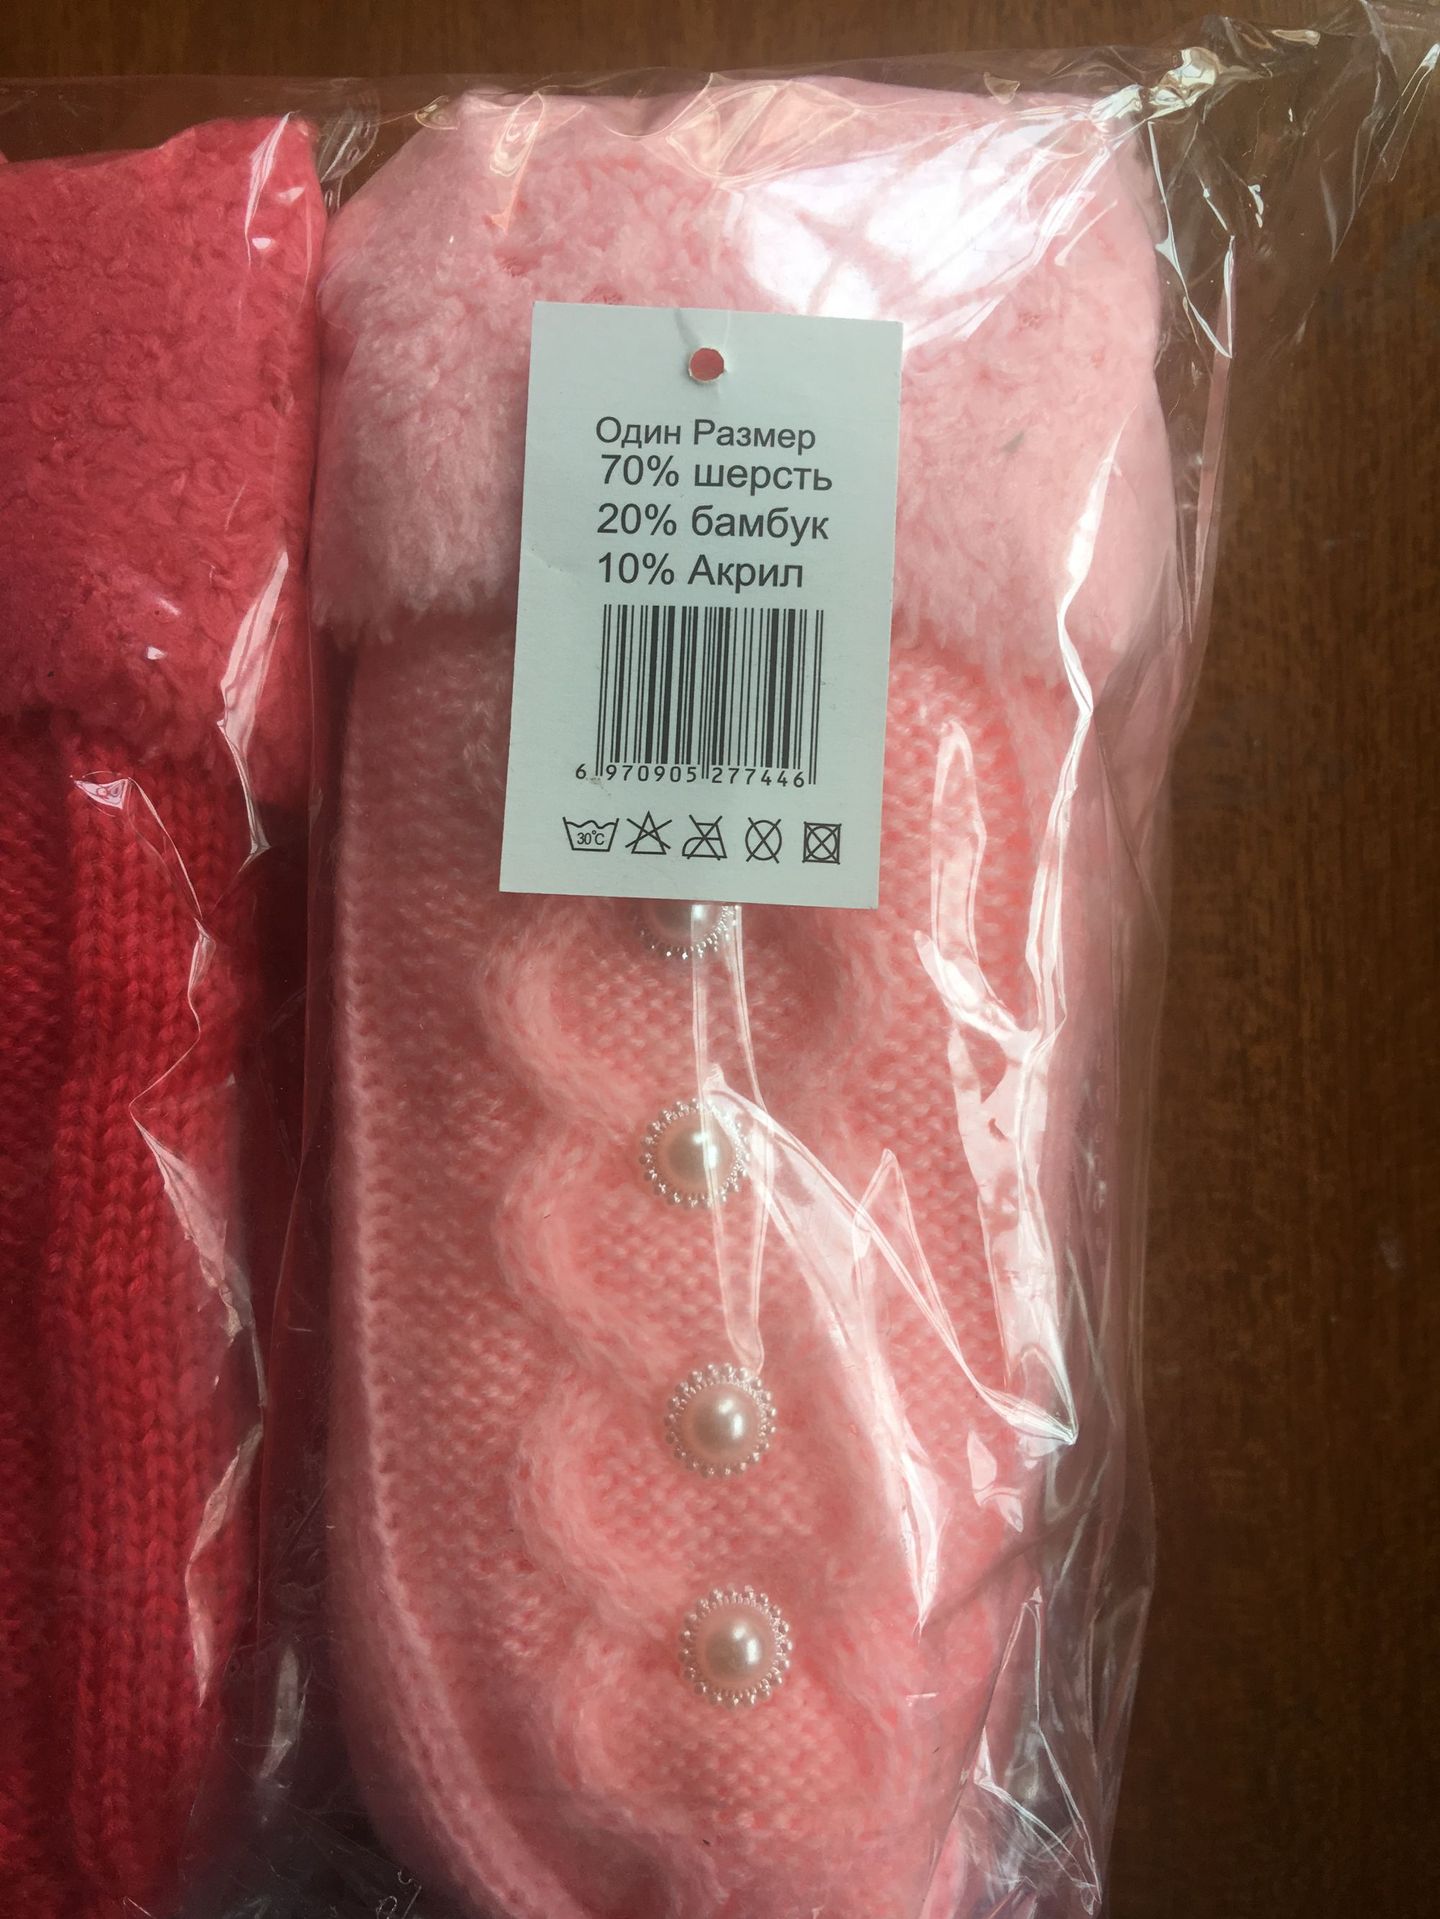 Один Размер
70% шерсть
20% бамбук
10% Акрил
6 970905 277446
30°C